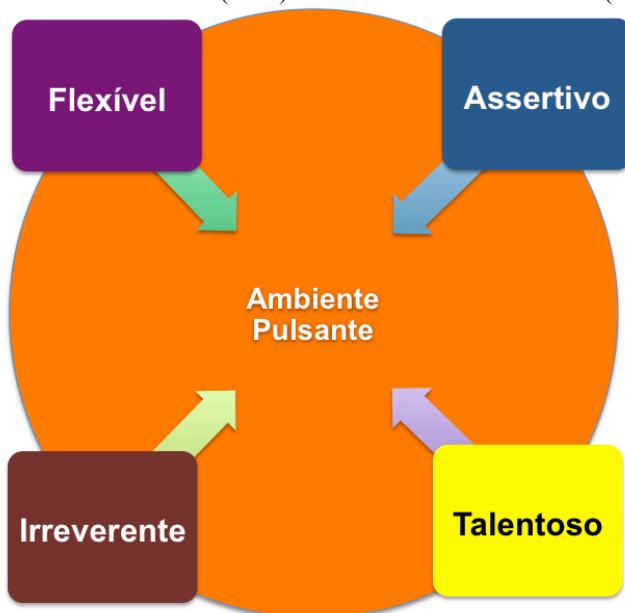 Flexível
Assertivo
Ambiente
Pulsante
Irreverente
Talentoso